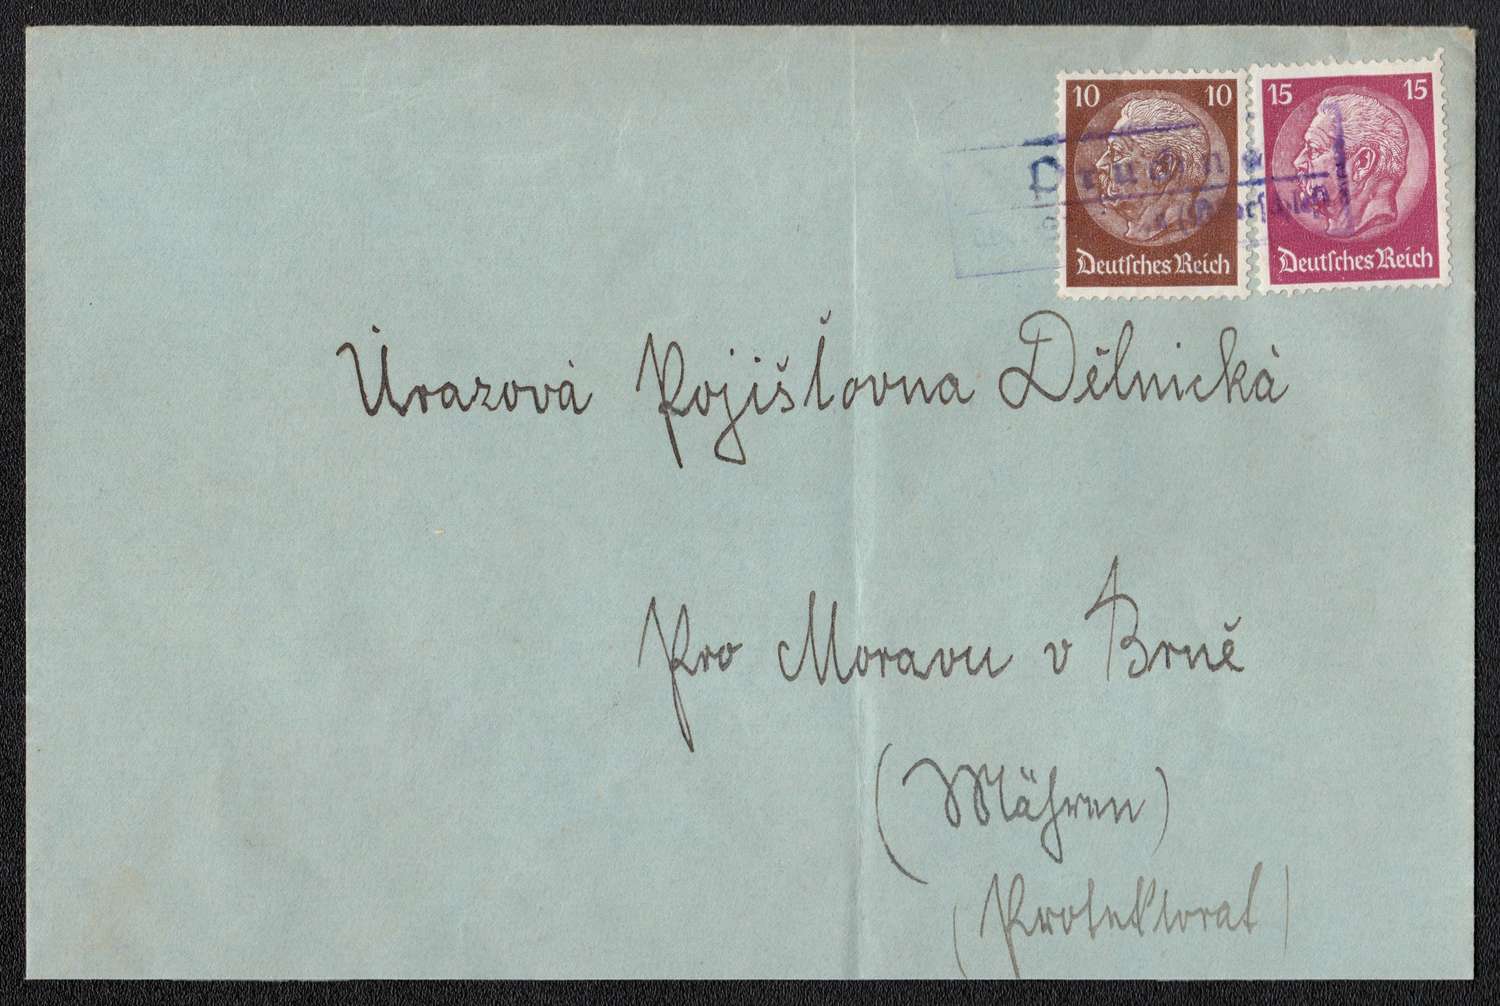 10 10
15 15
Deutsches Reich
Deutsches Reich
Úrazová Pojišťovna Dělnická
Pro Moravu v Brně
(Mähren)
(Protektorat)